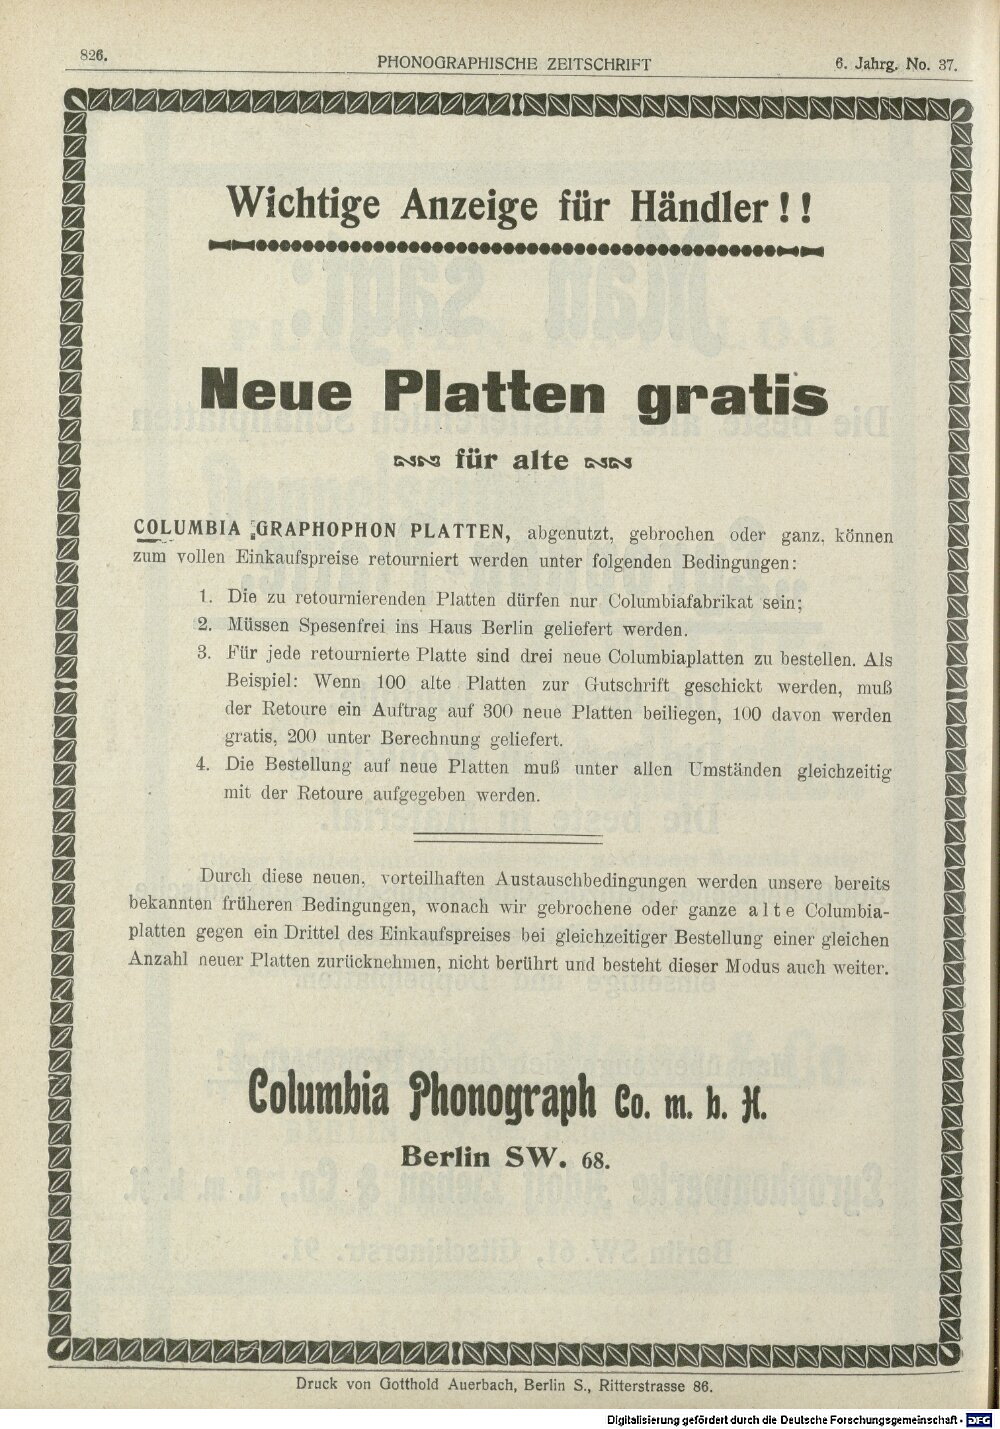 826.
PHONOGRAPHISCHE ZEITSCHRIFT
6. Jahrg. No. 37.
Wichtige Anzeige für Händler!!
Neue Platten gratis
für alte
COLUMBIA GRAPHOPHON PLATTEN, abgenutzt, gebrochen oder ganz, können
zum vollen Einkaufspreise retourniert werden unter folgenden Bedingungen:
1. Die zu retournierenden Platten dürfen nur Columbiafabrikat sein;
2. Müssen Spesenfrei ins Haus Berlin geliefert werden.
3. Für jede retournierte Platte sind drei neue Columbiaplatten zu bestellen. Als
Beispiel: Wenn 100 alte Platten zur Gutschrift geschickt werden, muß
der Retoure ein Auftrag auf 300 neue Platten beiliegen, 100 davon werden
gratis, 200 unter Berechnung geliefert.
4. Die Bestellung auf neue Platten muß unter allen Umständen gleichzeitig
mit der Retoure aufgegeben werden.
Durch diese neuen, vorteilhaften Austauschbedingungen werden unsere bereits
bekannten früheren Bedingungen, wonach wir gebrochene oder ganze alte Columbia-
platten gegen ein Drittel des Einkaufspreises bei gleichzeitiger Bestellung einer gleichen
Anzahl neuer Platten zurücknehmen, nicht berührt und besteht dieser Modus auch weiter.
Columbia Phonograph Co. m. b. H.
Berlin SW. 68.
Druck von Gotthold Auerbach, Berlin S., Ritterstrasse 86.
Digitalisierung gefördert durch die Deutsche Forschungsgemeinschaft - DFG